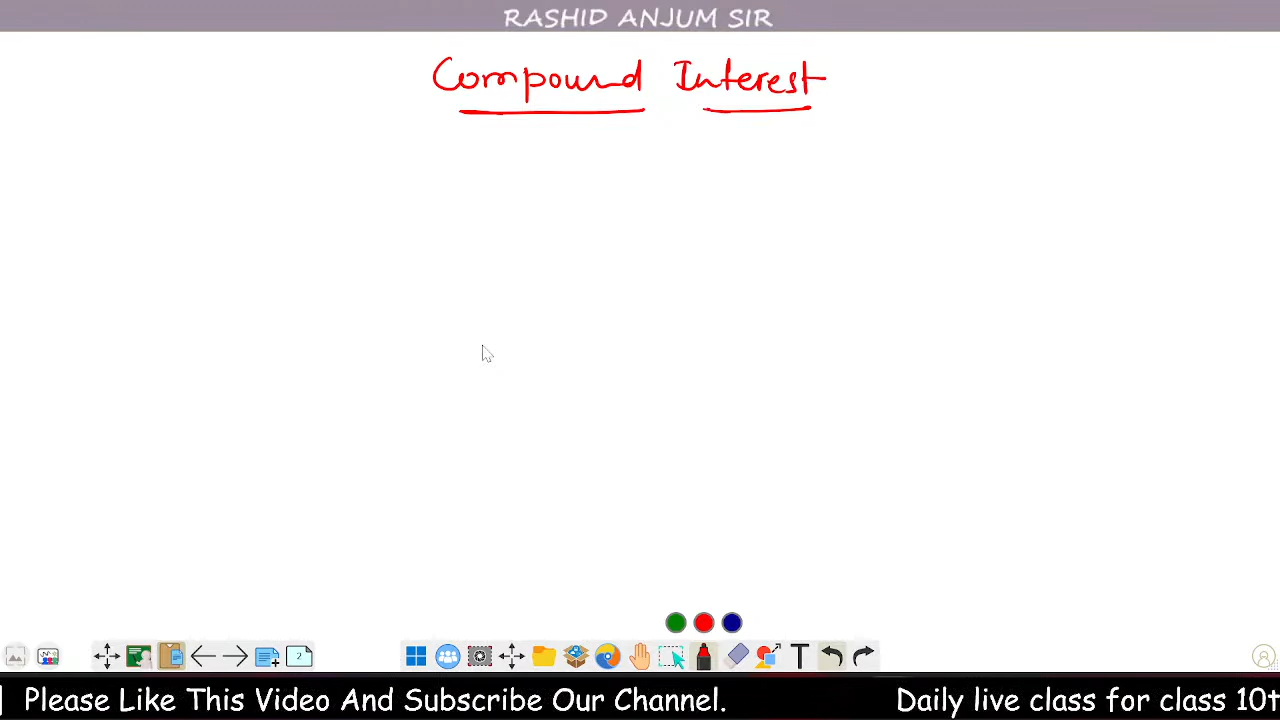 RASHID ANJUM SIR
Compound Interest
2
T
Please Like This Video And Subscribe Our Channel. Daily live class for class 10t